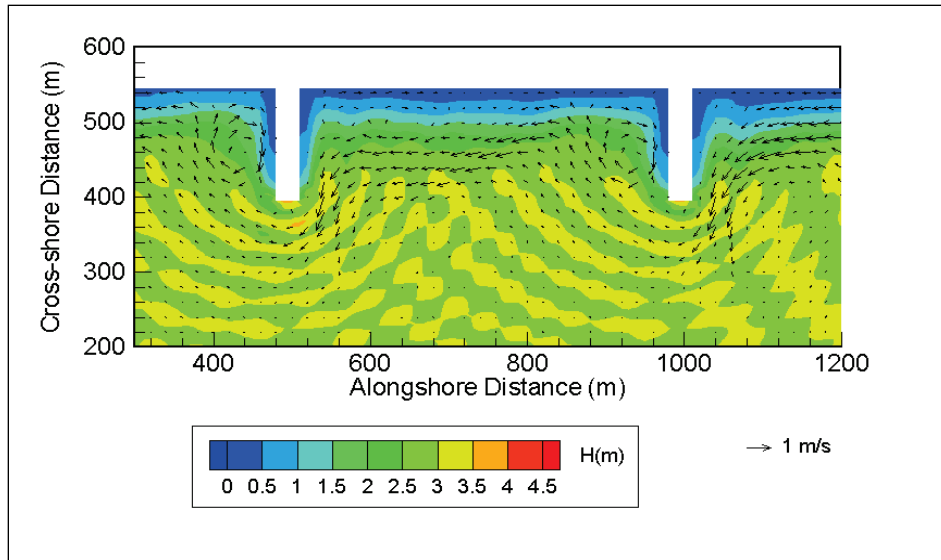 600
500
400
300
200
Cross-shore Distance (m)
400 600 800 1000 1200
Alongshore Distance (m)
H(m)
0 0.5 1 1.5 2 2.5 3 3.5 4 4.5
1 m/s